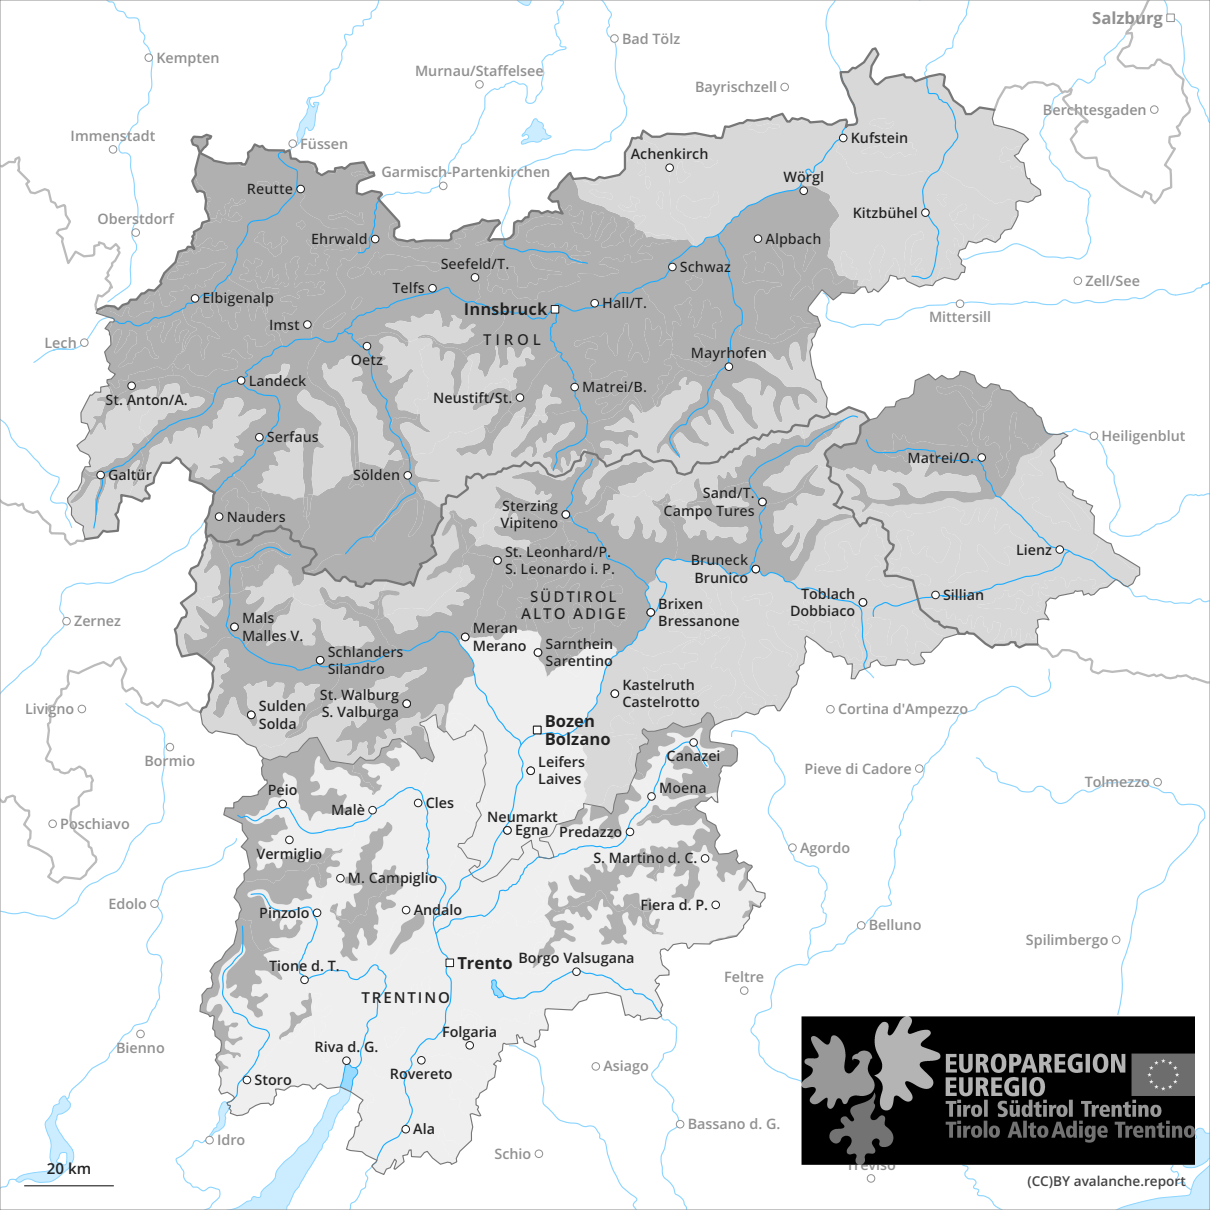 Salzburg
Bad Tölz
Kempten
Murnau/Staffelsee
Bayrischzell
Berchtesgaden
Immenstadt
Füssen
Kufstein
Achenkirch
Garmisch-Partenkirchen
Wörgl
Reutte
Oberstdorf
Kitzbühel
Ehrwald
Alpbach
Seefeld/T.
Schwaz
Zell/See
Telfs
Elbigenalp
Hall/T.
Innsbruck
Mittersill
Imst
TIROL
Lech
Oetz
Mayrhofen
Landeck
Matrei/B.
St. Anton/A.
Neustift/St.
Serfaus
Heiligenblut
Matrei/O.
Galtür
Sölden
Sand/T.
Campo Tures
Sterzing
Vipiteno
Nauders
St. Leonhard/P.
S. Leonardo i. P.
Lienz
Bruneck
Brunico
SÜDTIROL
ALTO ADIGE
Toblach
Dobbiaco
Sillian
Brixen
Bressanone
Zernez
Mals
Malles V.
Meran
Merano
Sarnthein
Sarentino
Schlanders
Silandro
Kastelruth
Castelrotto
St. Walburg
S. Valburga
Livigno
Sulden
Solda
Cortina d'Ampezzo
Bozen
Bolzano
Bormio
Canazei
Leifers
Laives
Pieve di Cadore
Tolmezzo
Peio
Moena
Malè
Cles
Neumarkt
Egna
Predazzo
Poschiavo
Vermiglio
S. Martino d. C.
Agordo
M. Campiglio
Edolo
Pinzolo
Andalo
Fiera d. P.
Belluno
Spilimbergo
Trento
Borgo Valsugana
Tione d. T.
Feltre
TRENTINO
Folgaria
Bienno
Riva d. G.
Rovereto
Asiago
Storo
EUROPAREGION
EUREGIO
Tirol Südtirol Trentino
Tirolo Alto Adige Trentino
Ala
Bassano d. G.
Idro
Schio
Treviso
20 km
(CC)BY avalanche.report